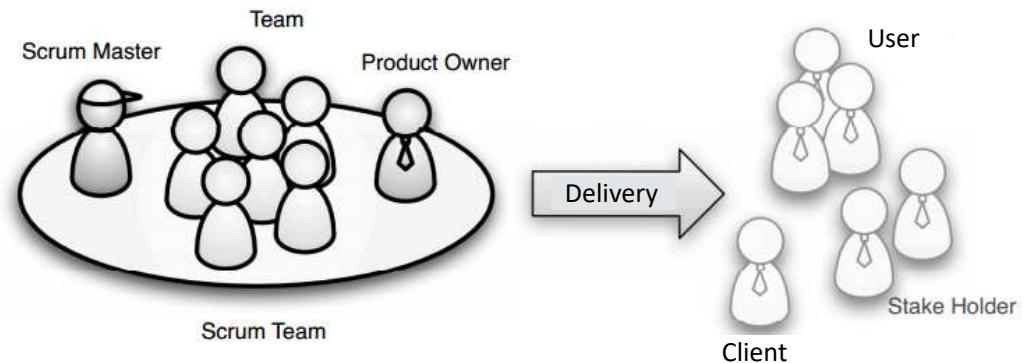 Team
User
Scrum Master
Product Owner
Delivery
Stake Holder
Scrum Team
Client